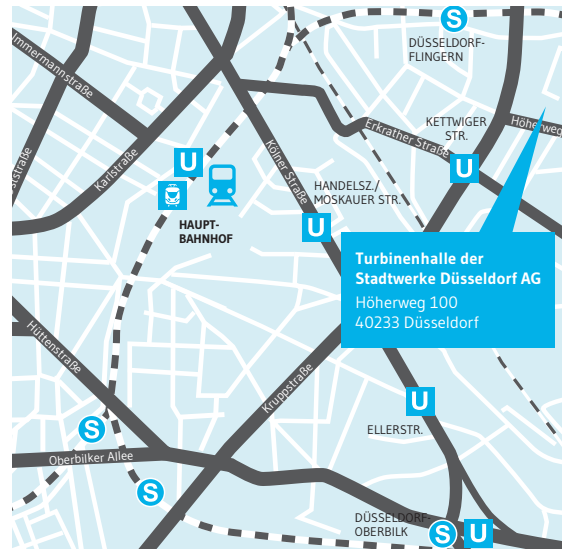 S
DÜSSELDORF-
FLINGERN
Immermannstraße
KETTWIGER
STR.
Höherweg
Erkrather Straße
U
Kölner Straße
U
Karlstraße
HANDELSZ./
MOSKAUER STR.
U
HAUPT-
BAHNHOF
Turbinenhalle der
Stadtwerke Düsseldorf AG
Höherweg 100
40233 Düsseldorf
Hüttenstraße
Kruppstraße
U
ELLERSTR.
S
Oberbilker Allee
S
DÜSSELDORF-
OBERBILK
S
U